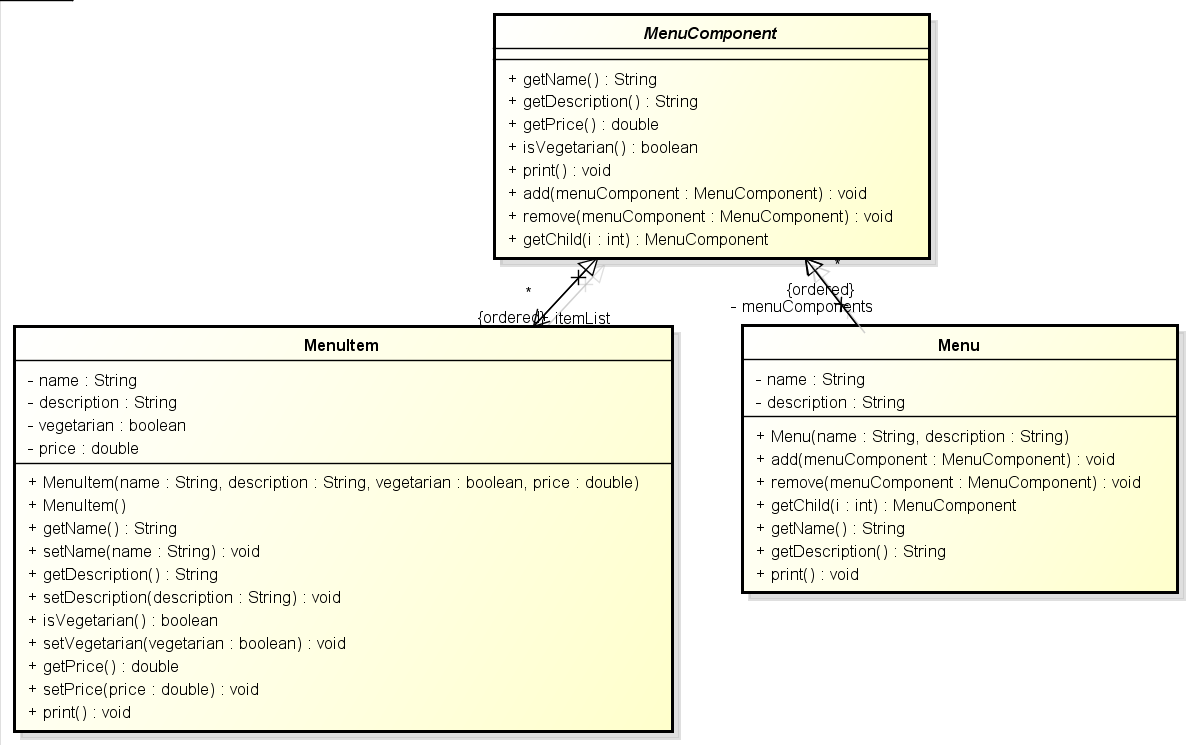 MenuComponent
+ getName() : String
+ getDescription() : String
+ getPrice() : double
+ isVegetarian() : boolean
+ print() : void
+ add(menuComponent : MenuComponent) : void
+ remove(menuComponent : MenuComponent) : void
+ getChild(i : int) : MenuComponent
*
{ordered}
- itemList
*
{ordered}
- menuComponents
MenuItem
- name : String
- description : String
- vegetarian : boolean
- price : double
+ MenuItem(name : String, description : String, vegetarian : boolean, price : double)
+ MenuItem()
+ getName() : String
+ setName(name : String) : void
+ getDescription() : String
+ setDescription(description : String) : void
+ isVegetarian() : boolean
+ setVegetarian(vegetarian : boolean) : void
+ getPrice() : double
+ setPrice(price : double) : void
+ print() : void
Menu
- name : String
- description : String
+ Menu(name : String, description : String)
+ add(menuComponent : MenuComponent) : void
+ remove(menuComponent : MenuComponent) : void
+ getChild(i : int) : MenuComponent
+ getName() : String
+ getDescription() : String
+ print() : void